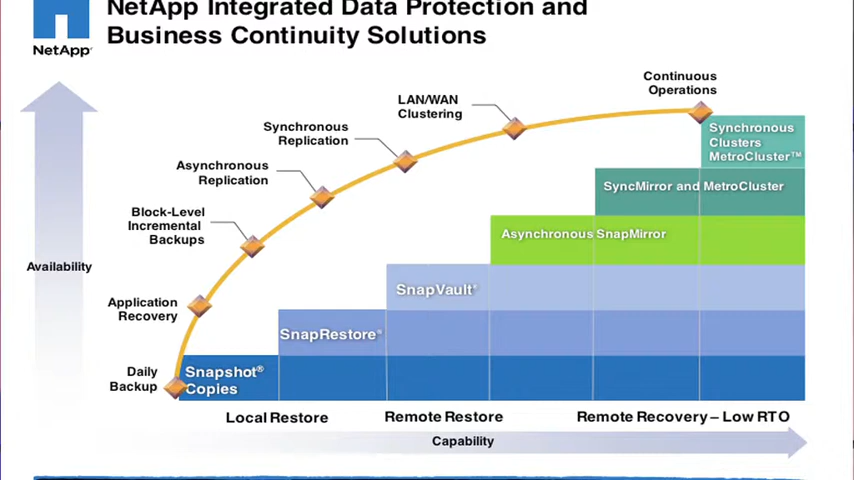 NetApp Integrated Data Protection and
Business Continuity Solutions
NetApp®
Continuous
Operations
LAN/WAN
Clustering
Synchronous
Replication
Asynchronous
Replication
Block-Level
Incremental
Backups
Availability
Application
Recovery
Daily
Backup
Synchronous
Clusters
MetroCluster™
SyncMirror and MetroCluster
Asynchronous SnapMirror
SnapVault®
SnapRestore®
Snapshot®
Copies
Local Restore
Remote Restore
Remote Recovery – Low RTO
Capability